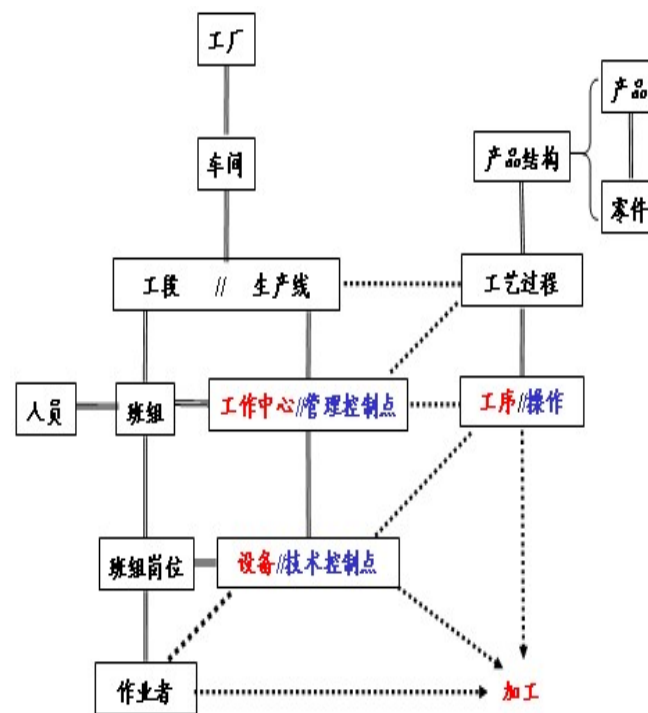 工厂
产品
车间
产品结构
零件
工段 // 生产线
工艺过程
人员
班组
工作中心//管理控制点
工序//操作
班组岗位
设备//技术控制点
作业者
加工